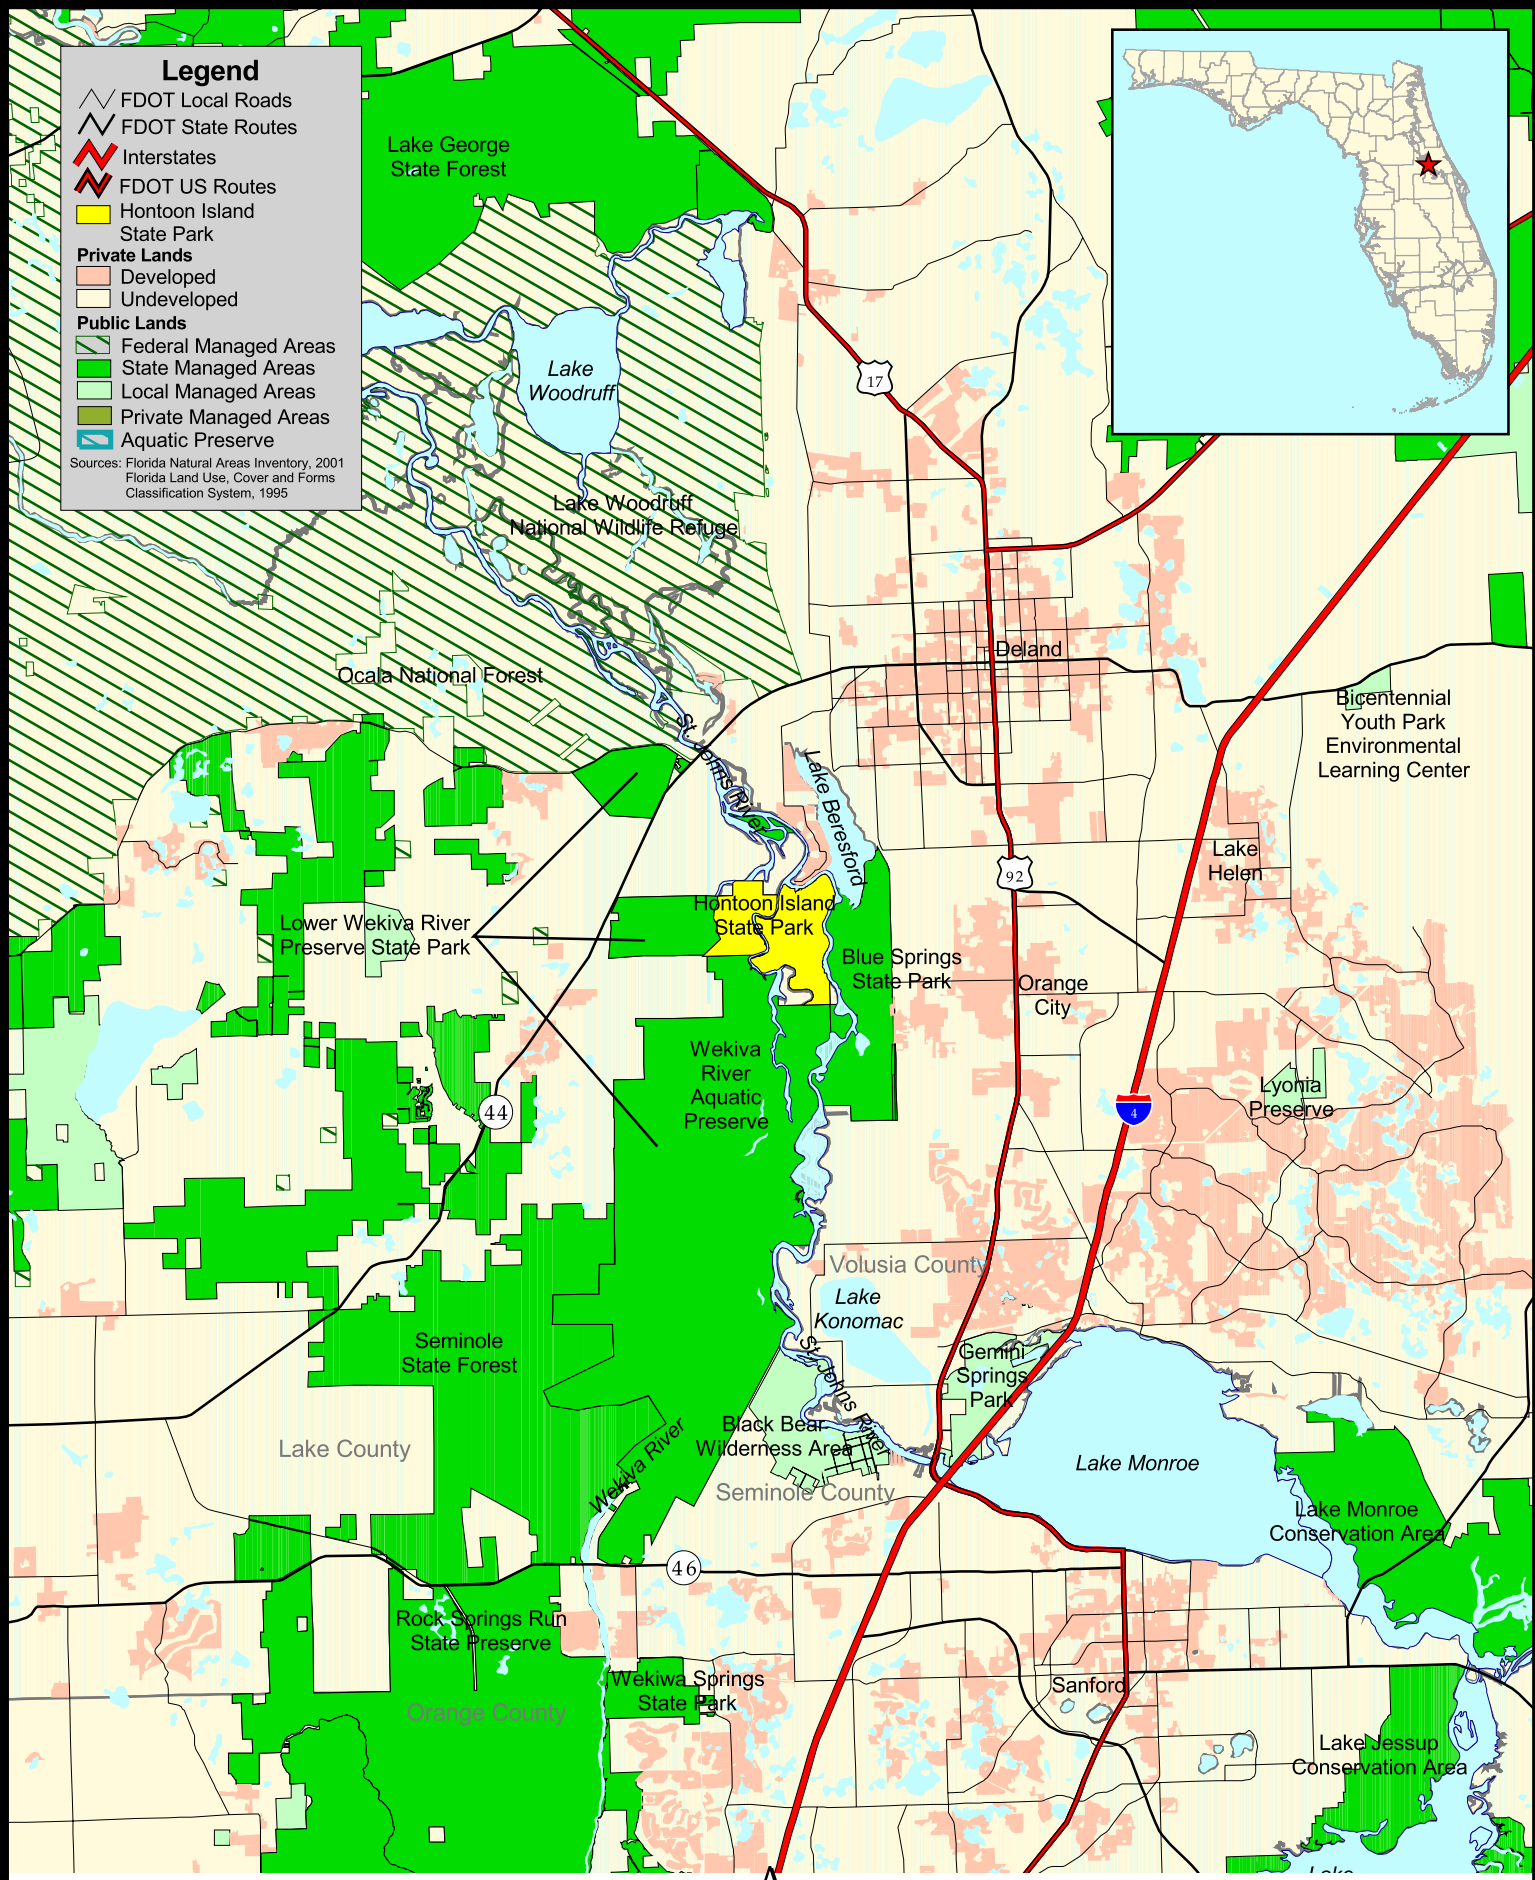 Legend
FDOT Local Roads
FDOT State Routes
Interstates
FDOT US Routes
Hontoon Island
State Park
Private Lands
Developed
Undeveloped
Public Lands
Federal Managed Areas
State Managed Areas
Local Managed Areas
Private Managed Areas
Aquatic Preserve
Sources: Florida Natural Areas Inventory, 2001
Florida Land Use, Cover and Forms
Classification System, 1995
Lake George
State Forest
Lake
Woodruff
17
Lake Woodruff
National Wildlife Refuge
Ocala National Forest
Deland
Bicentennial
Youth Park
Environmental
Learning Center
St. Johns River
Lake Beresford
Lake
Helen
92
Lower Wekiva River
Preserve State Park
Hontoon Island
State Park
Blue Springs
State Park
Orange
City
Wekiva
River
Aquatic
Preserve
44
4
Lyonia
Preserve
Volusia County
Lake
Konomac
Seminole
State Forest
St. Johns River
Gemini
Springs
Park
Black Bear
Wilderness Area
Lake County
Wekiva River
Seminole County
Lake Monroe
Lake Monroe
Conservation Area
46
Rock Springs Run
State Preserve
Wekiwa Springs
State Park
Sanford
Orange County
Lake Jessup
Conservation Area
Lake